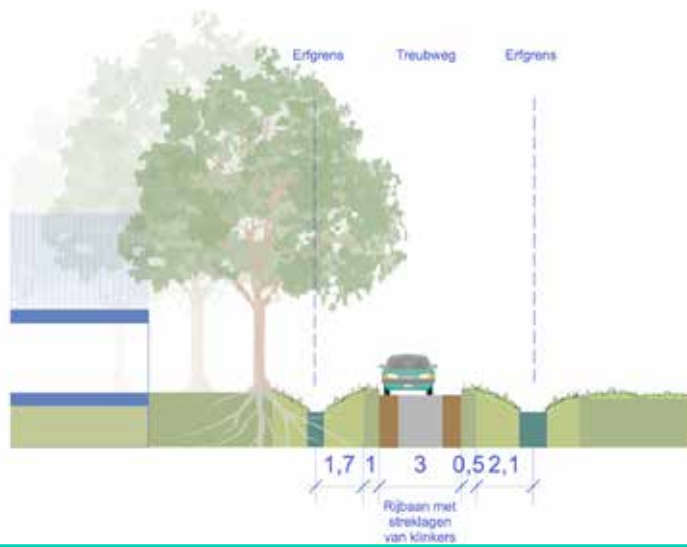 Erfgrens Treubweg Erfgrens
1,7 1 3 0,5 2,1
Rijbaan met
streklagen
van klinkers